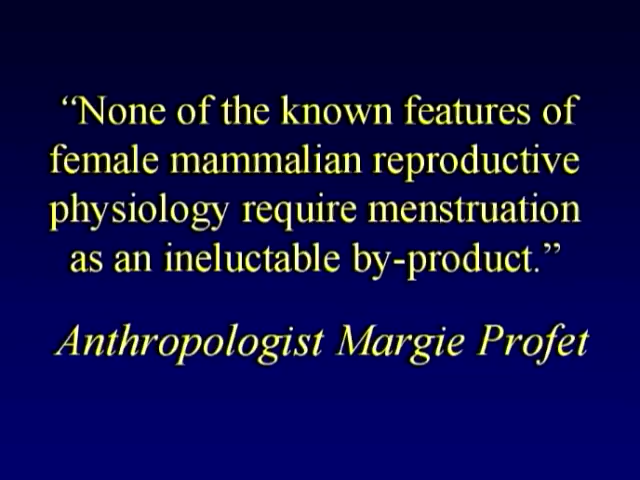 “None of the known features of
female mammalian reproductive
physiology require menstruation
as an ineluctable by-product.”
Anthropologist Margie Profet